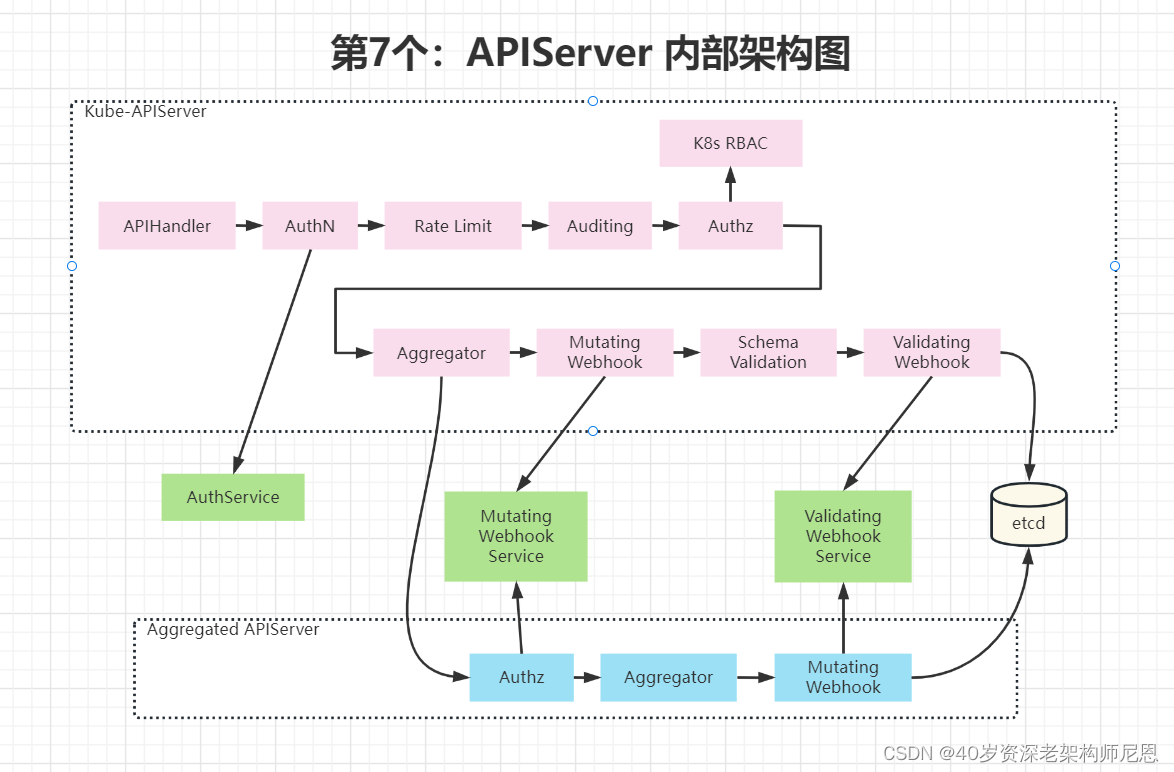 第7个：APIServer 内部架构图
Kube-APIServer
K8s RBAC
APIHandler
AuthN
Rate Limit
Auditing
Authz
Aggregator
Mutating
Webhook
Schema
Validation
Validating
Webhook
AuthService
Mutating
Webhook
Service
Validating
Webhook
Service
etcd
Aggregated APIServer
Authz
Aggregator
Mutating
Webhook
CSDN @40岁资深老架构师尼恩